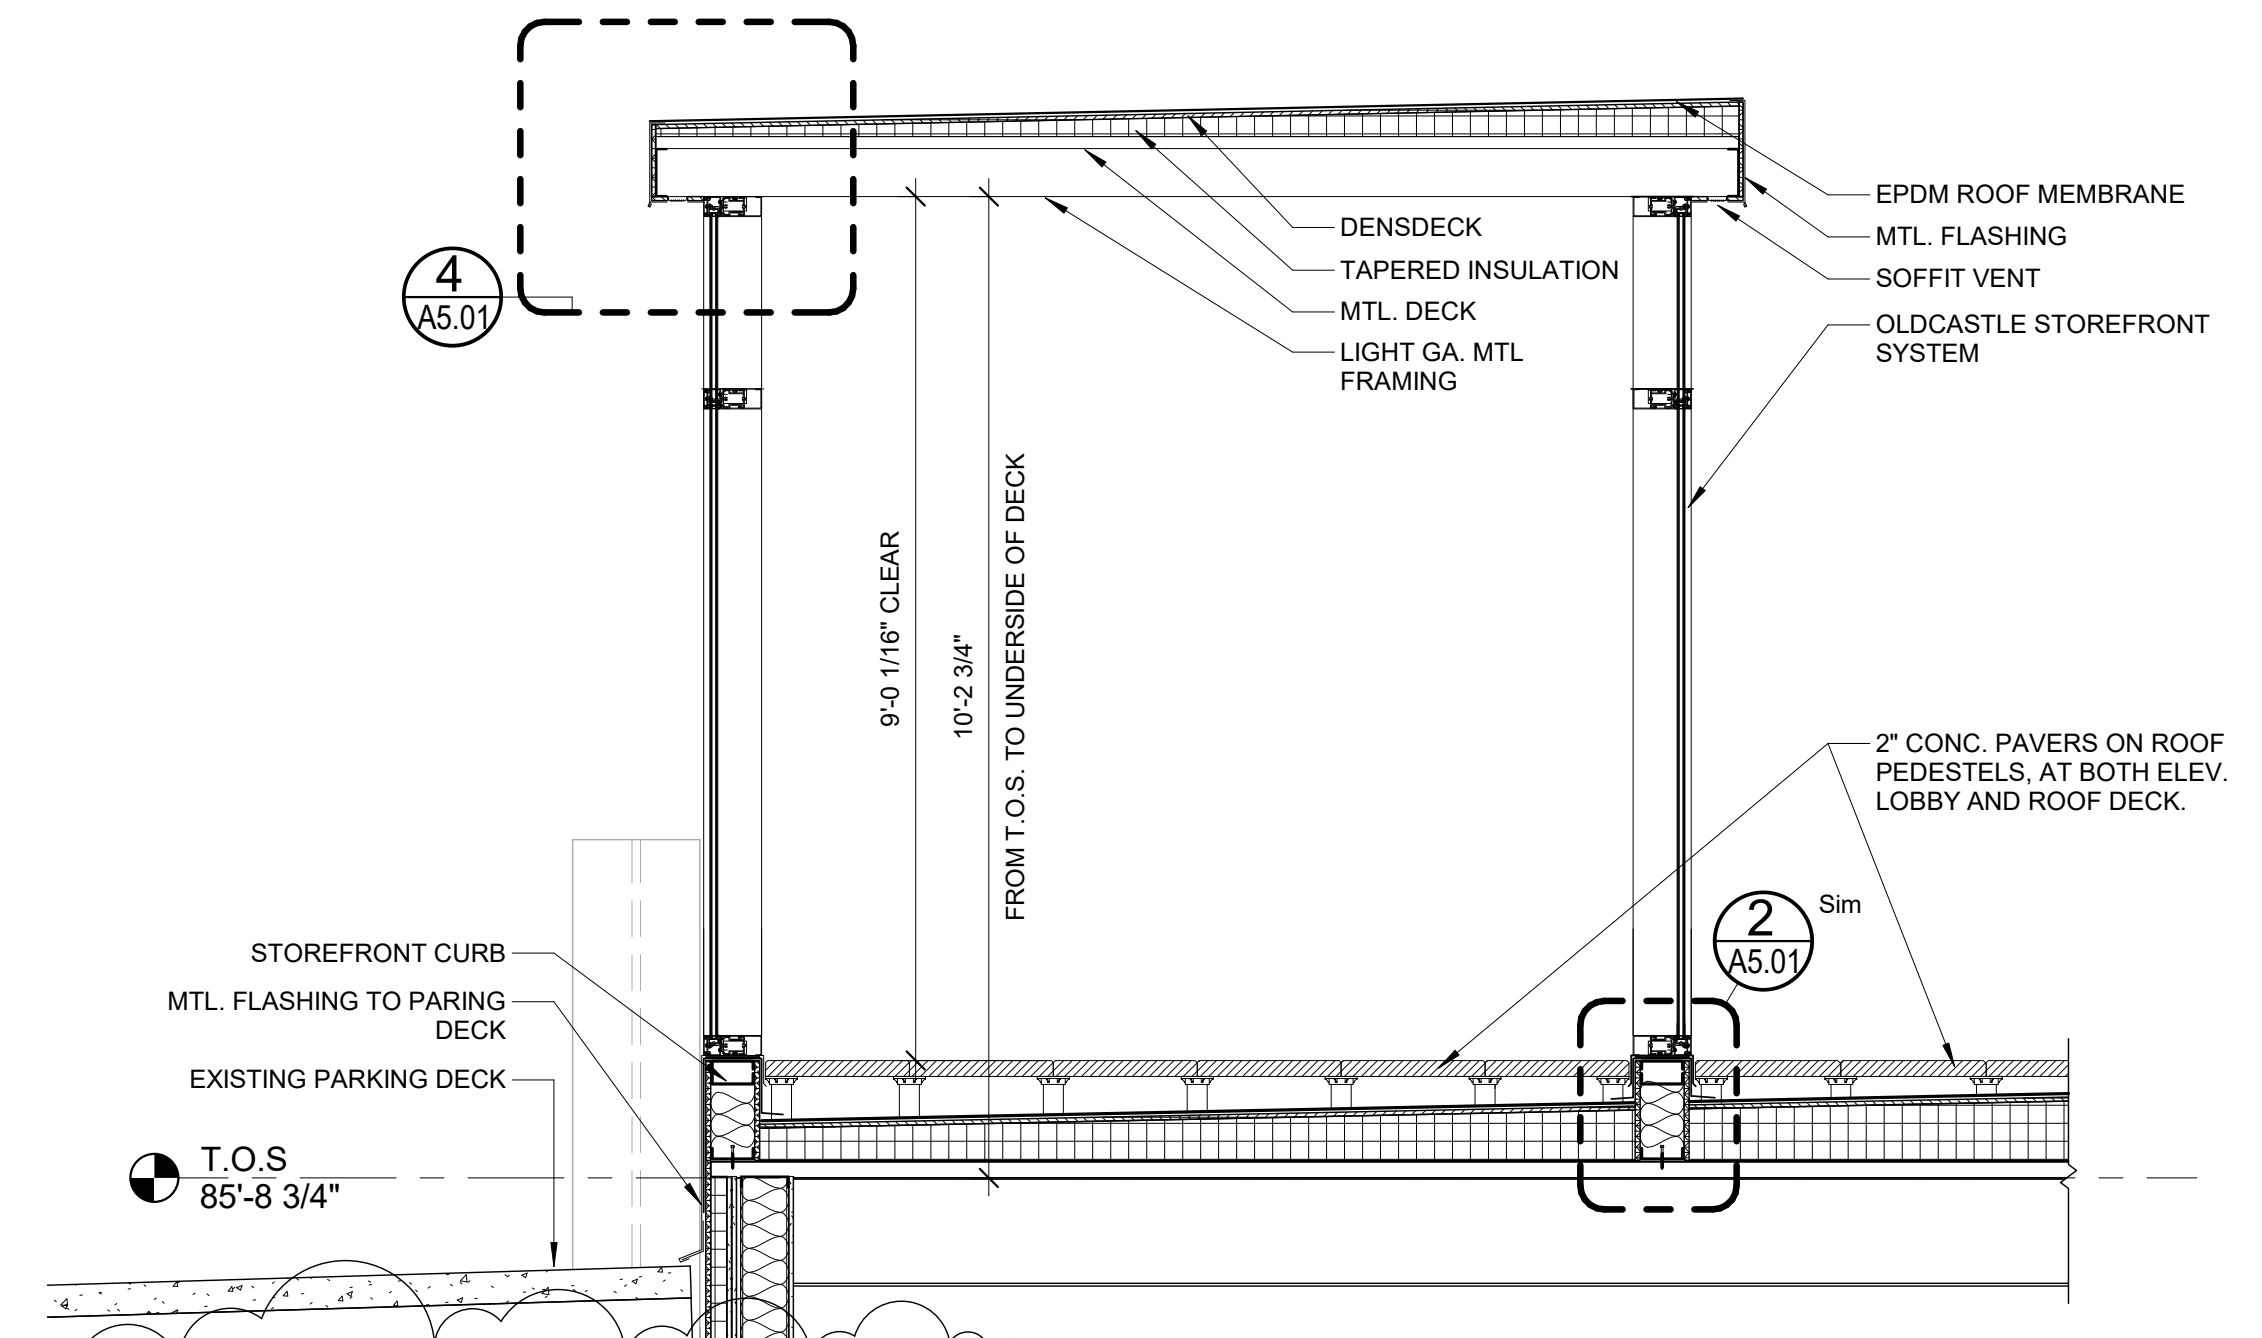 EPDM ROOF MEMBRANE
MTL. FLASHING
SOFFIT VENT
OLDCASTLE STOREFRONT
SYSTEM
DENSDECK
TAPERED INSULATION
MTL. DECK
LIGHT GA. MTL
FRAMING
4
A5.01
9'-0 1/16" CLEAR
10'-2 3/4"
FROM T.O.S. TO UNDERSIDE OF DECK
2" CONC. PAVERS ON ROOF
PEDESTELS, AT BOTH ELEV.
LOBBY AND ROOF DECK.
2
A5.01
Sim
STOREFRONT CURB
MTL. FLASHING TO PARING
DECK
EXISTING PARKING DECK
T.O.S
85'-8 3/4"